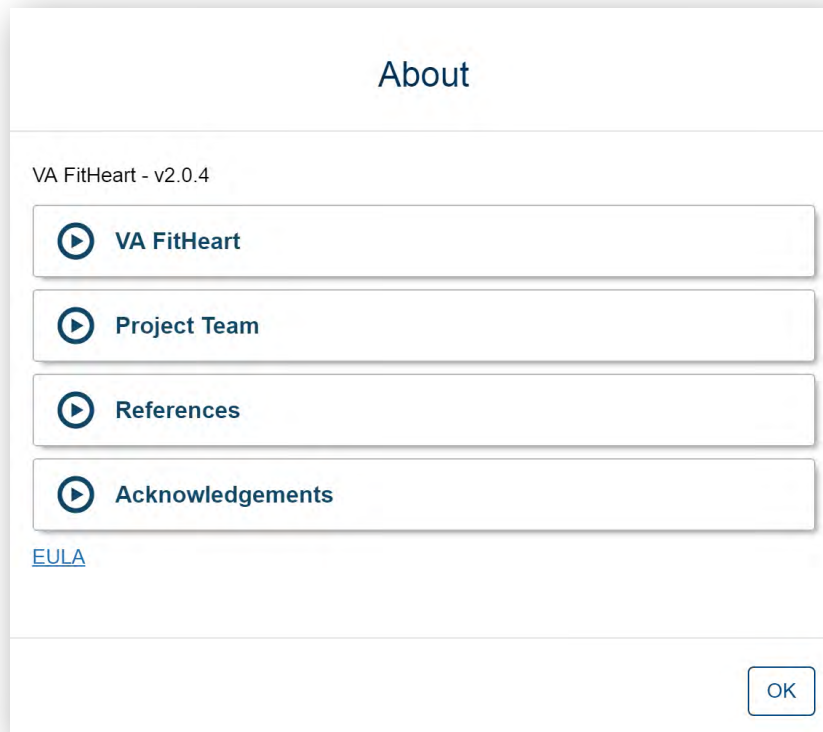 About
VA FitHeart - v2.0.4
VA FitHeart
Project Team
References
Acknowledgements
EULA
OK